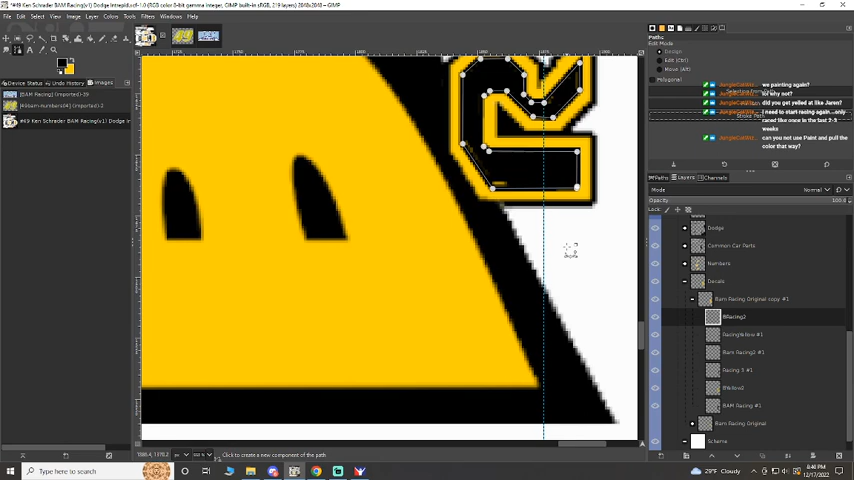 *#49 Ken Schrader BAM Racing(v1) Dodge Intrepid.xcf-1.0 (RGB color 8-bit gamma integer, GIMP built-in sRGB, 219 layers) 2048x2048 – GIMP
File Edit Select View Image Layer Colors Tools Filters Windows Help
Device Status Undo History Images
[BAM Racing] (imported)-39
[49bam-numbers04] (imported)-2
#49 Ken Schrader BAM Racing(v1) Dodge In
Paths
Edit Mode
Design
Edit (Ctrl)
Move (Alt)
Polygonal
Stroke Path
we painting again?
lol why not?
did you get yelled at like Jaren?
I need to start racing again...only
raced like once in the last 2-3
weeks
can you not use Paint and pull the
color that way?
Paths Layers Channels
Mode Normal
Opacity 100.0
Lock:
Dodge
Common Car Parts
Numbers
Decals
Barn Racing Original copy #1
Racing2
Barn Racing2 #1
Racing 3 #1
BAM Racing #1
Barn Racing Original
Scheme
Click to create a new component of the path
Type here to search
29°F Cloudy
8:40 PM
12/17/2022